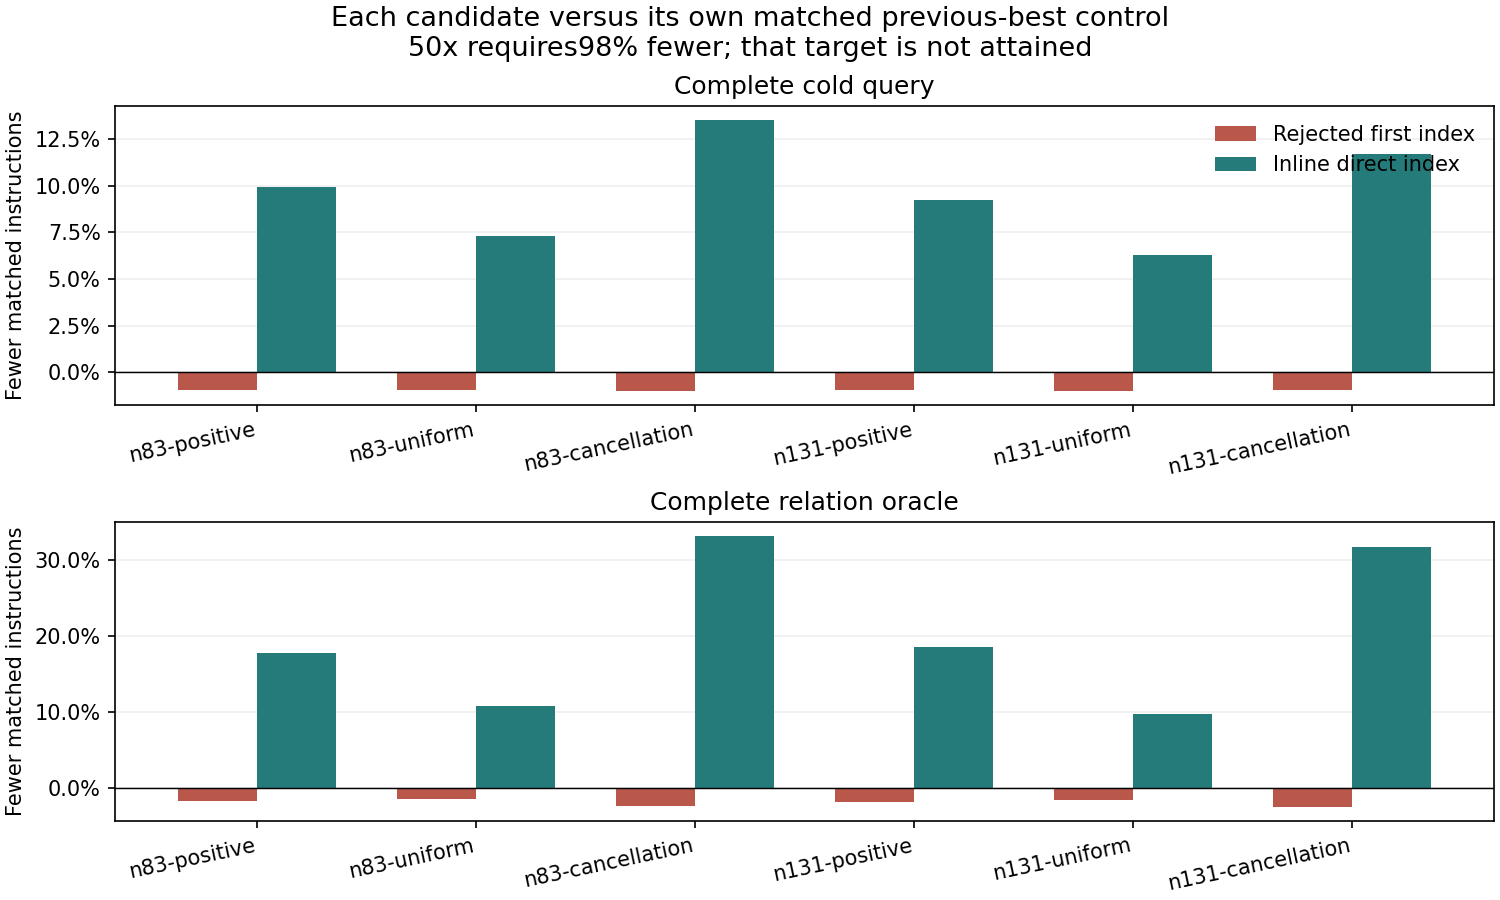 Each candidate versus its own matched previous-best control
50x requires98% fewer; that target is not attained
Complete cold query
Fewer matched instructions
12.5%
10.0%
7.5%
5.0%
2.5%
0.0%
Rejected first index
Inline direct index
n83-positive
n83-uniform
n83-cancellation
n131-positive
n131-uniform
n131-cancellation
Complete relation oracle
Fewer matched instructions
30.0%
20.0%
10.0%
0.0%
n83-positive
n83-uniform
n83-cancellation
n131-positive
n131-uniform
n131-cancellation